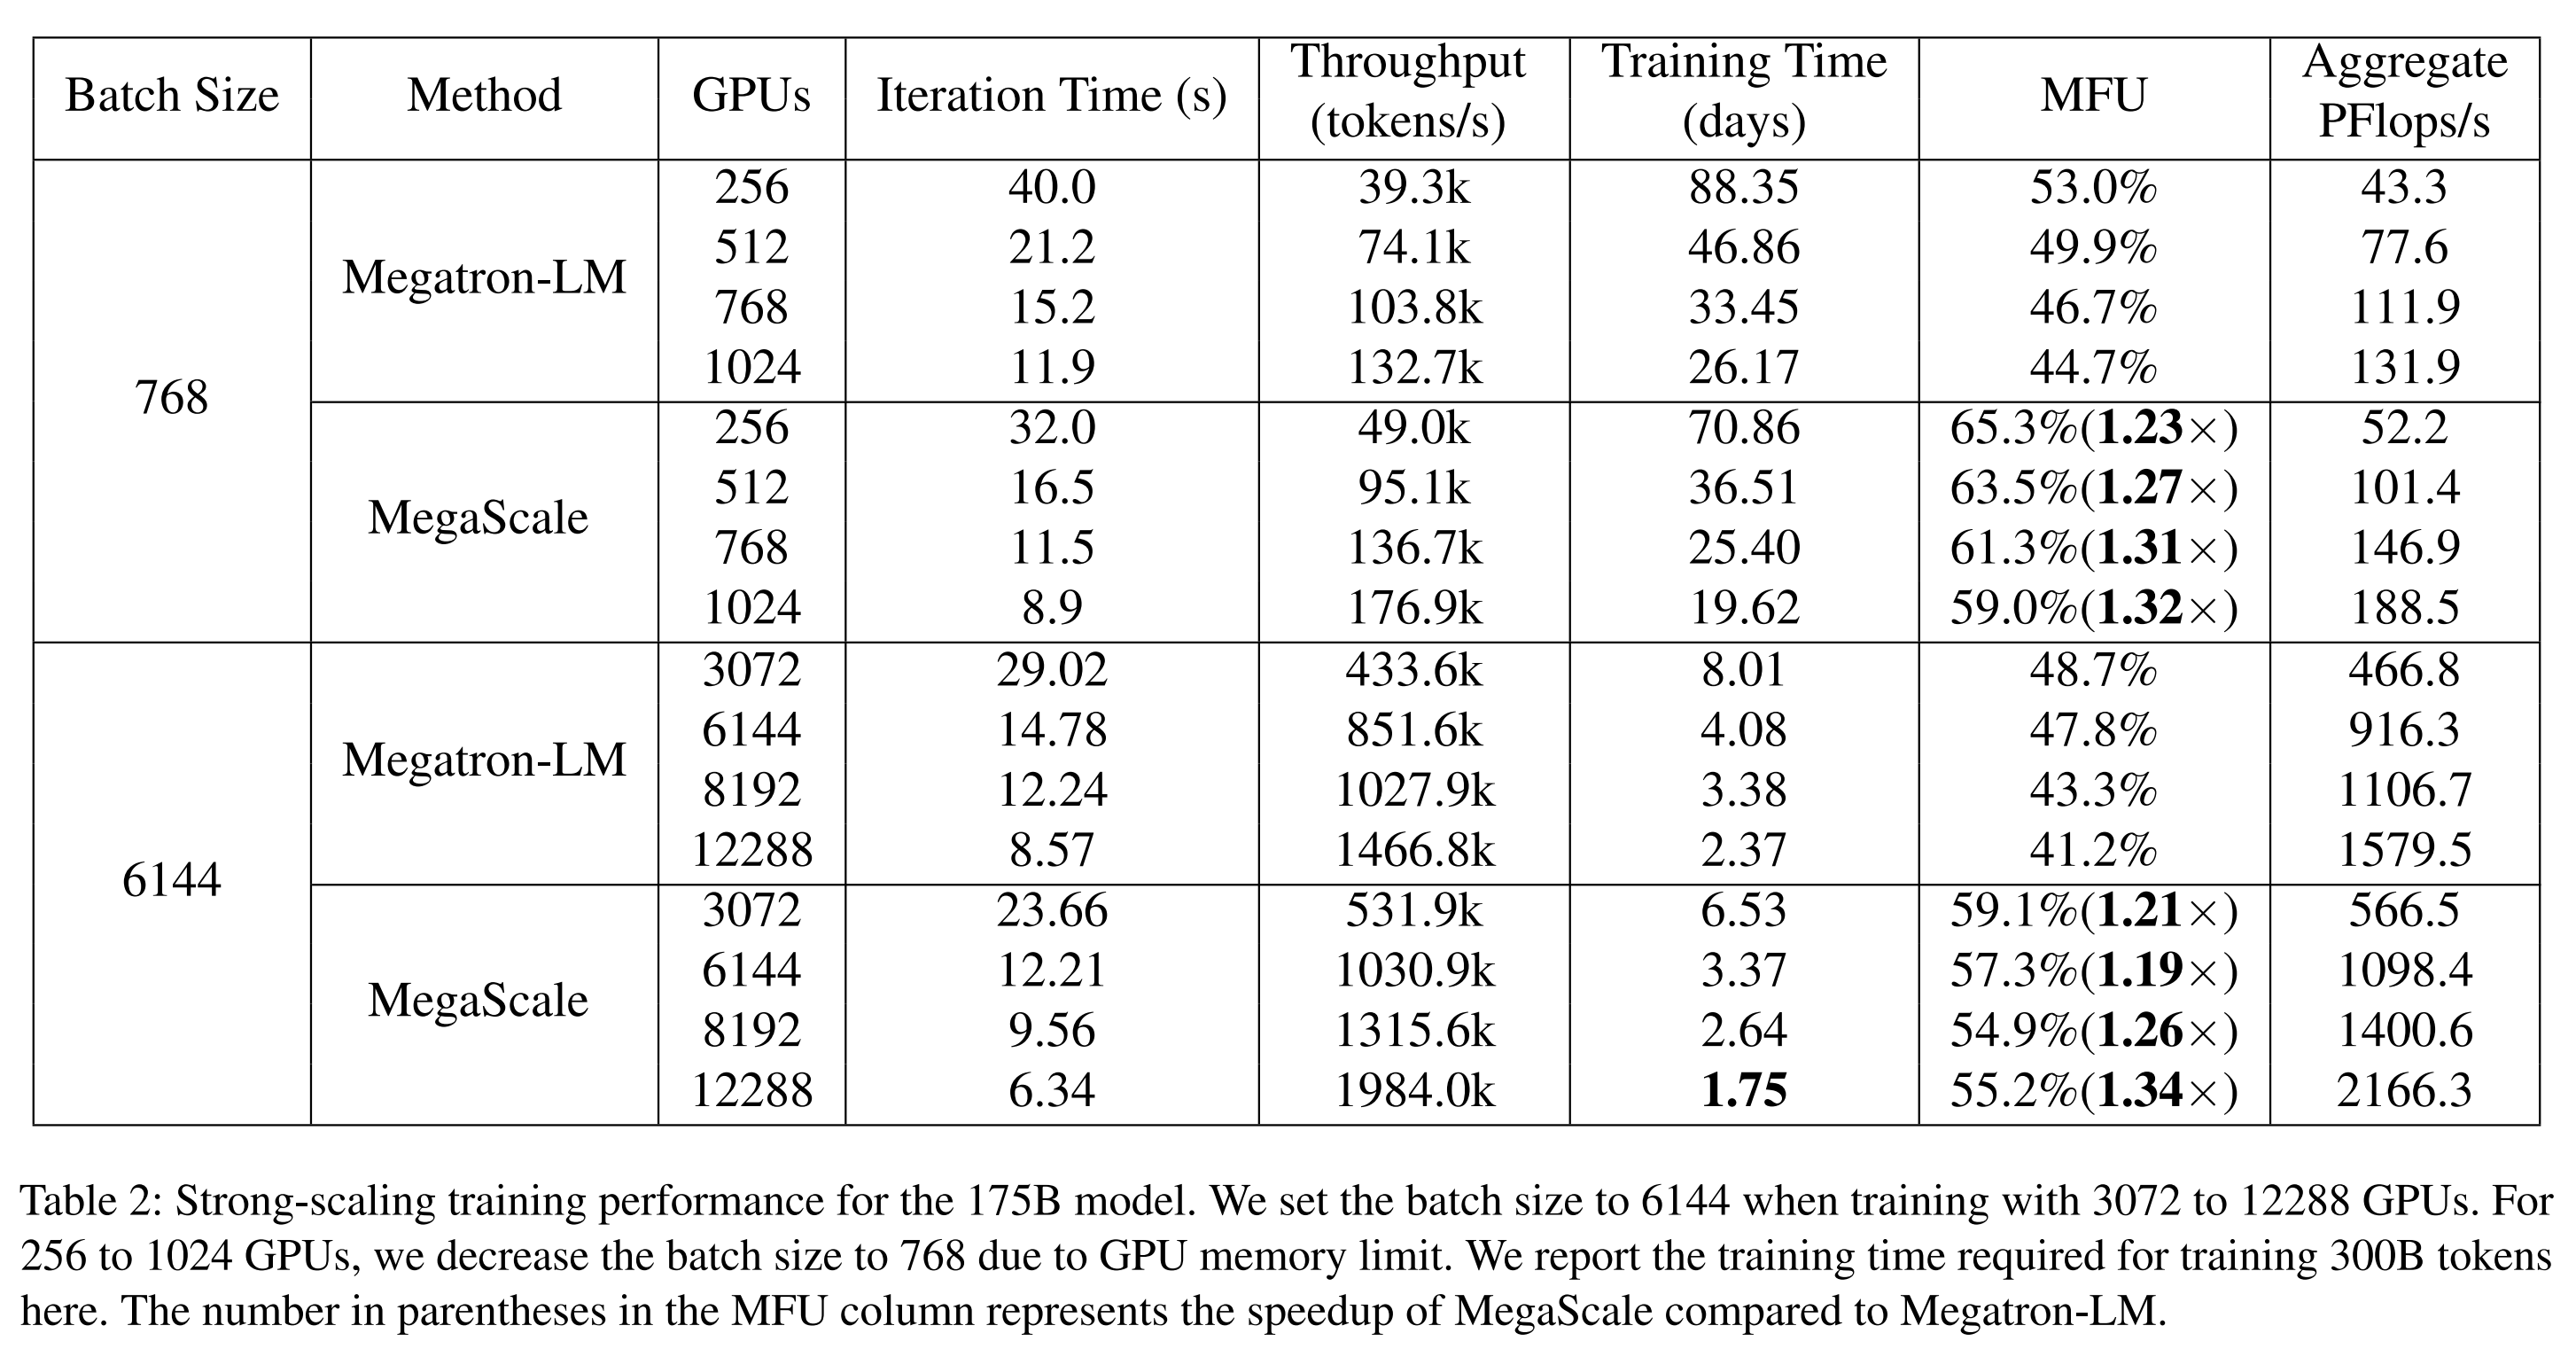 Batch Size Method GPUs Iteration Time (s) Throughput (tokens/s) Training Time (days) MFU Aggregate PFlops/s
768 Megatron-LM 256 40.0 39.3k 88.35 53.0% 43.3
512 21.2 74.1k 46.86 49.9% 77.6
768 15.2 103.8k 33.45 46.7% 111.9
1024 11.9 132.7k 26.17 44.7% 131.9
MegaScale 256 32.0 49.0k 70.86 65.3%(1.23×) 52.2
512 16.5 95.1k 36.51 63.5%(1.27×) 101.4
768 11.5 136.7k 25.40 61.3%(1.31×) 146.9
1024 8.9 176.9k 19.62 59.0%(1.32×) 188.5
6144 Megatron-LM 3072 29.02 433.6k 8.01 48.7% 466.8
6144 14.78 851.6k 4.08 47.8% 916.3
8192 12.24 1027.9k 3.38 43.3% 1106.7
12288 8.57 1466.8k 2.37 41.2% 1579.5
MegaScale 3072 23.66 531.9k 6.53 59.1%(1.21×) 566.5
6144 12.21 1030.9k 3.37 57.3%(1.19×) 1098.4
8192 9.56 1315.6k 2.64 54.9%(1.26×) 1400.6
12288 6.34 1984.0k 1.75 55.2%(1.34×) 2166.3
Table 2: Strong-scaling training performance for the 175B model. We set the batch size to 6144 when training with 3072 to 12288 GPUs. For
256 to 1024 GPUs, we decrease the batch size to 768 due to GPU memory limit. We report the training time required for training 300B tokens
here. The number in parentheses in the MFU column represents the speedup of MegaScale compared to Megatron-LM.